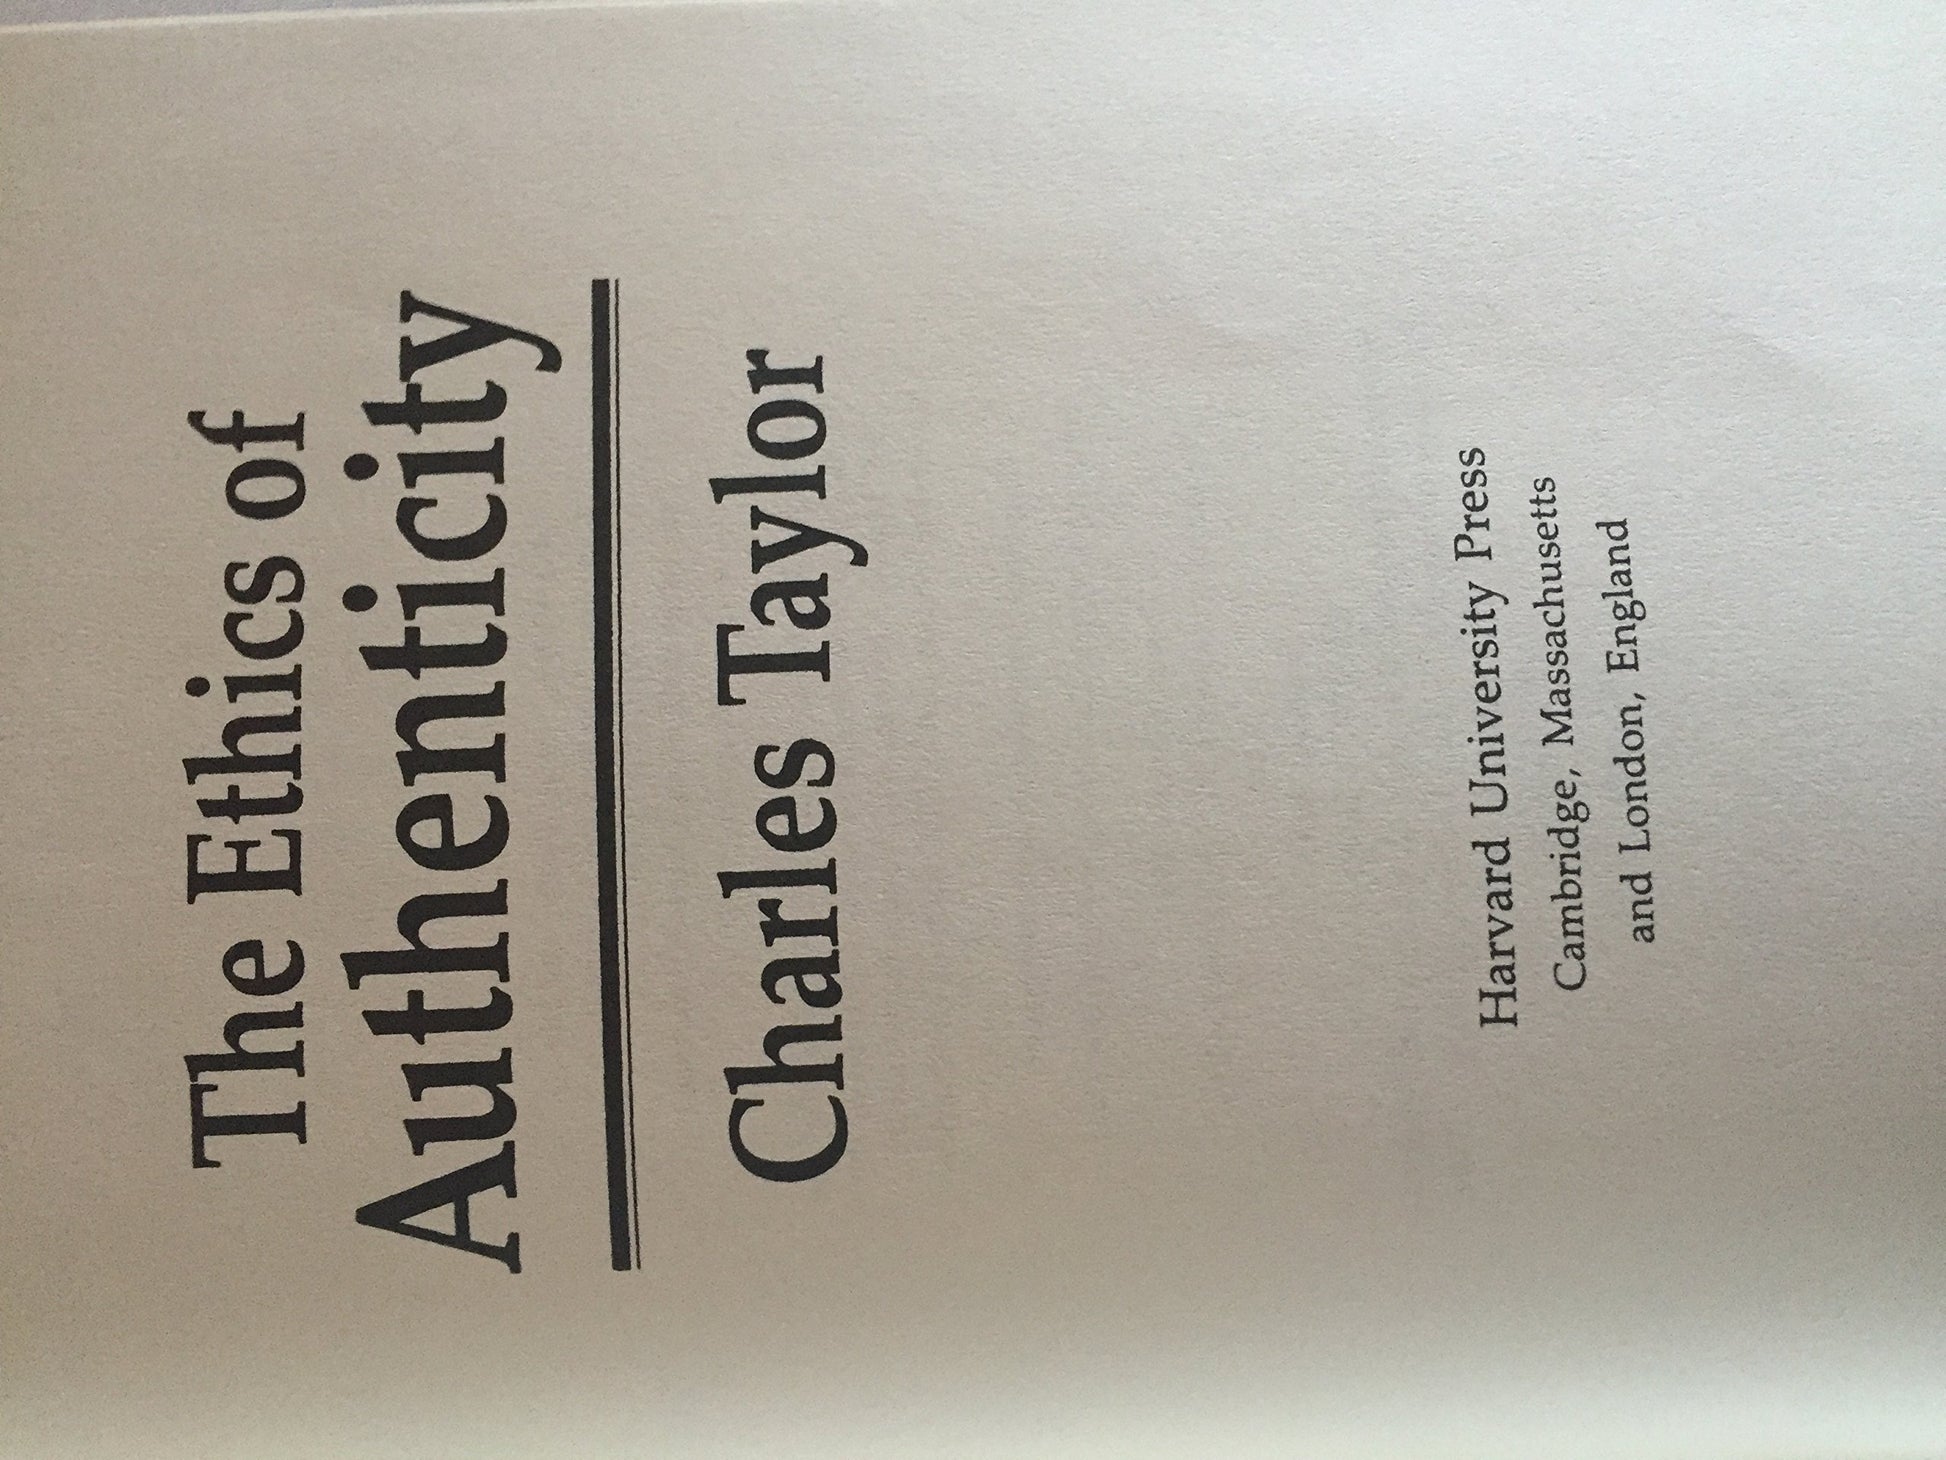 The Ethics of
Authenticity
Charles Taylor
Harvard University Press
Cambridge, Massachusetts
and London, England